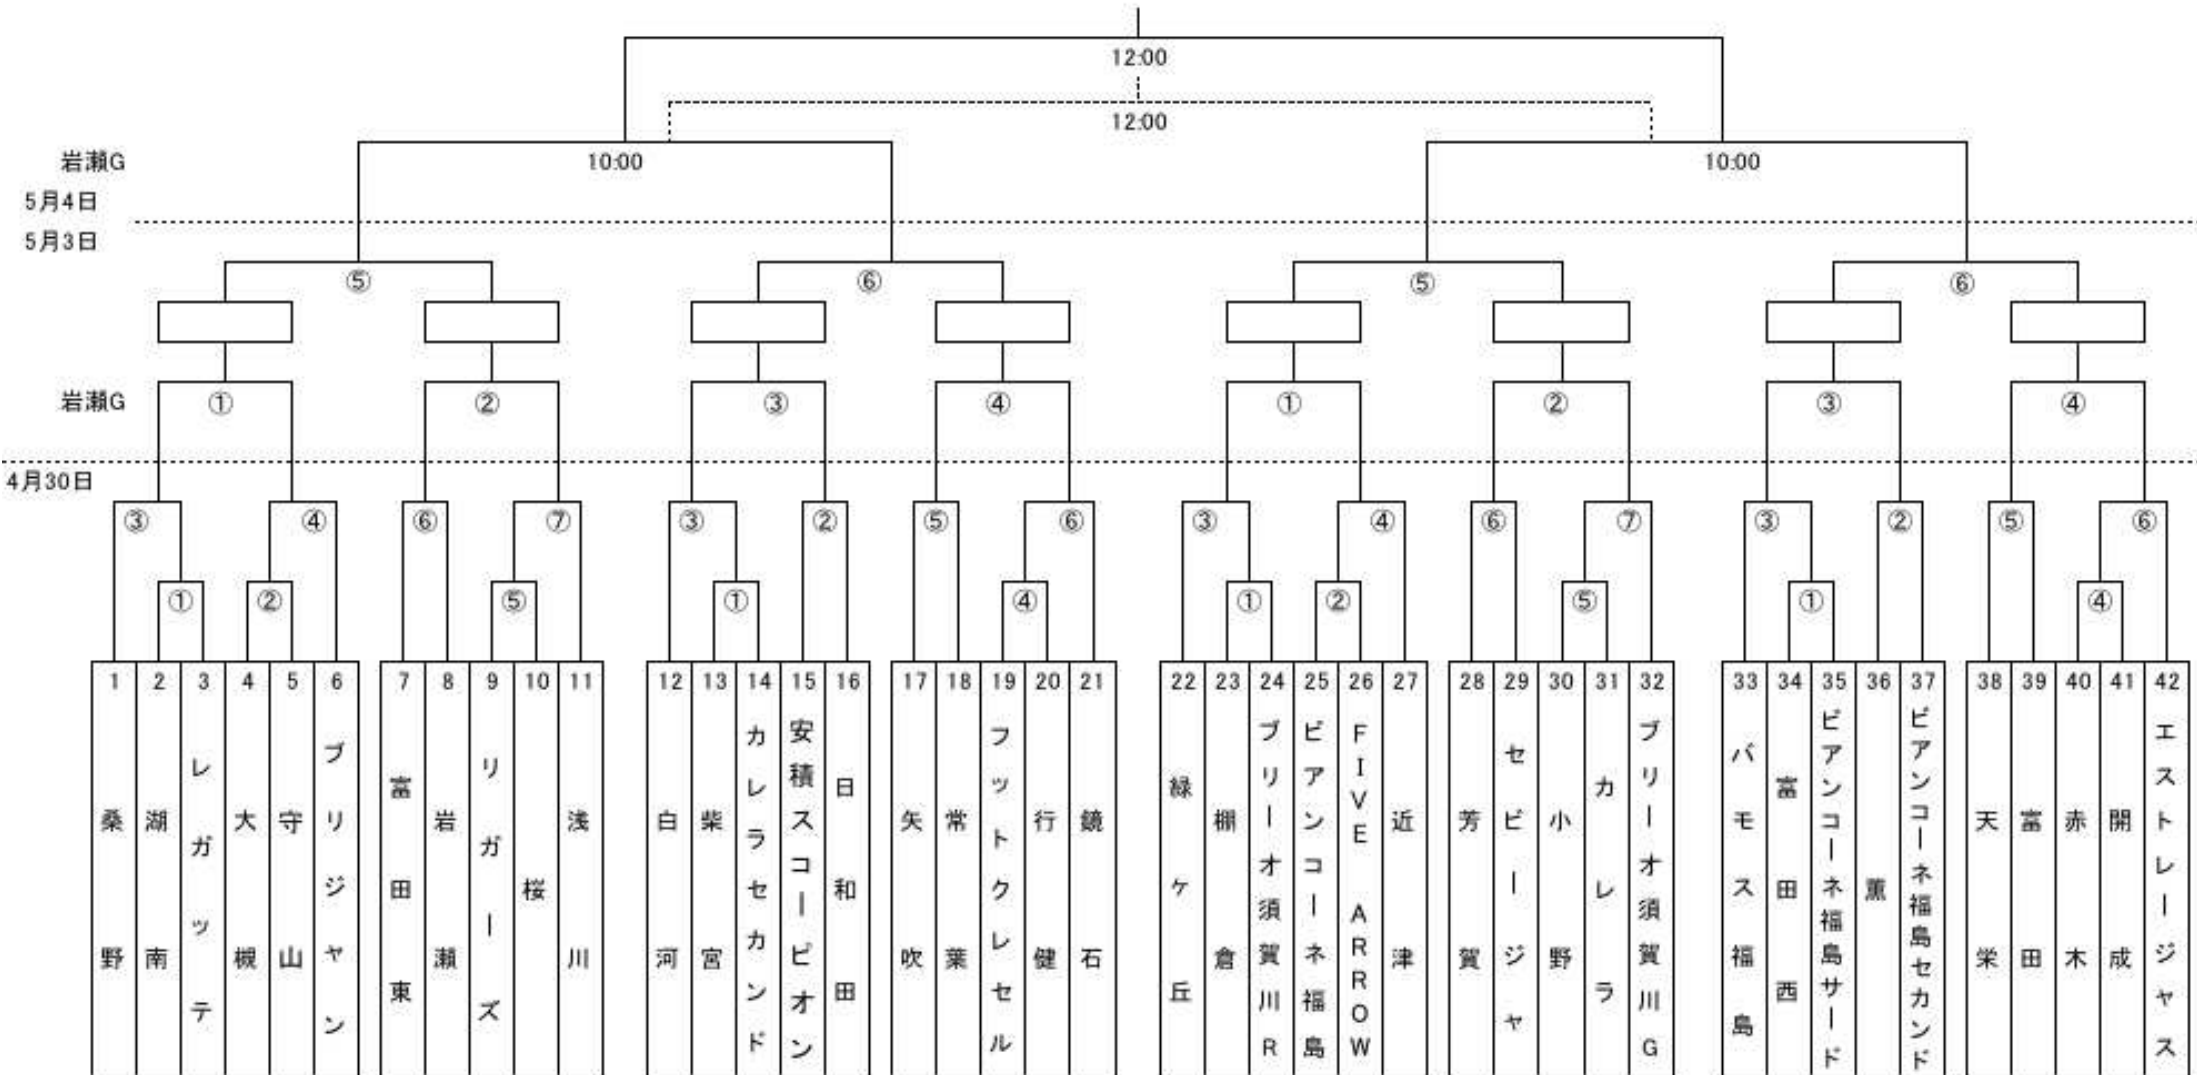 12:00
12:00
岩瀬G 10:00 10:00
5月4日
5月3日
⑤ ⑥ ⑤ ⑥
岩瀬G ① ② ③ ④ ① ② ③ ④
4月30日
③ ④ ⑥ ⑦ ③ ② ⑤ ⑥ ③ ④ ⑥ ⑦ ③ ② ⑤ ⑥
① ② ⑤ ① ④ ① ② ⑤ ① ④
1 桑野
2 湖南
3 レガッテ
4 大槻
5 守山
6 ブリジャン
7 富田東
8 岩瀬
9 リガーズ
10 桜
11 浅川
12 白河
13 柴宮
14 カレラセカンド
15 安積スコーピオン
16 日和田
17 矢吹
18 常葉
19 フットクレセル
20 行健
21 鏡石
22 緑ケ丘
23 棚倉
24 ブリーオ須賀川R
25 ビアンコーネ福島
26 FIVE ARROW
27 近津
28 芳賀
29 セビージャ
30 小野
31 カレラ
32 ブリーオ須賀川G
33 バモス福島
34 富田西
35 ビアンコーネ福島サード
36 薫
37 ビアンコーネ福島セカンド
38 天栄
39 富田
40 赤木
41 開成
42 エストレージャス